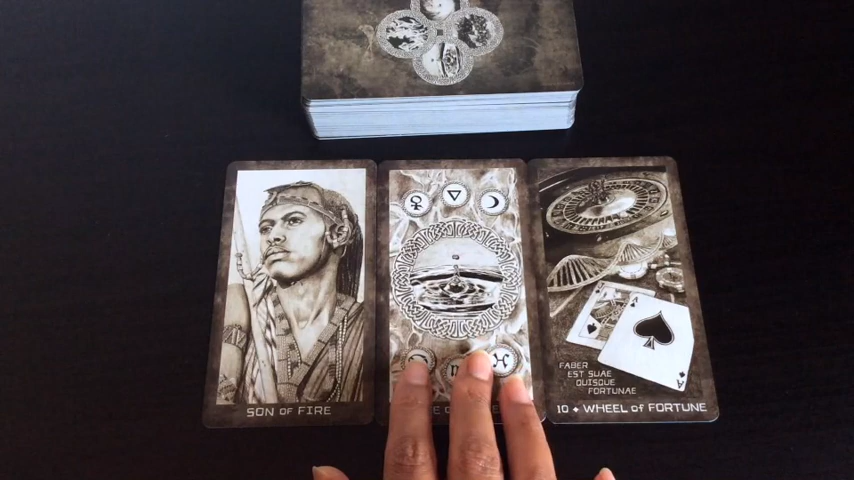 SON OF FIRE
FABER
EST SUAE
QUISQUE
FORTUNAE
A
A
10 ♦ WHEEL of FORTUNE